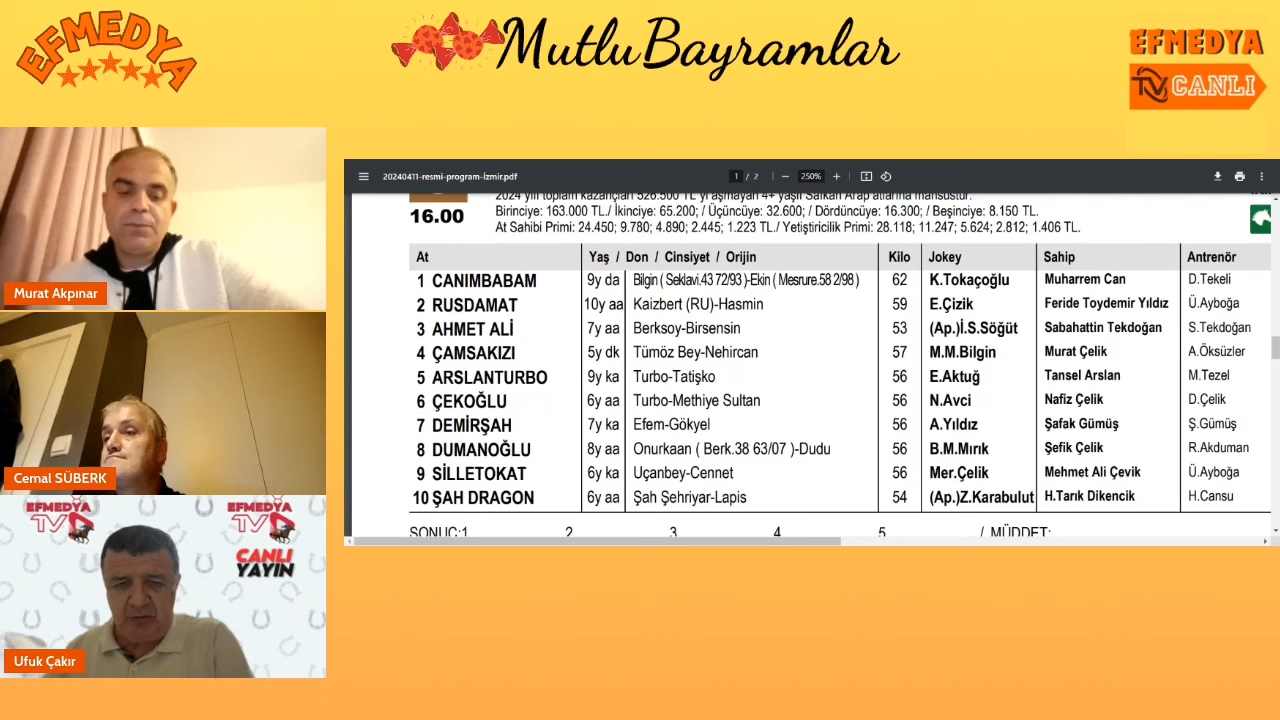 EFMEDYA
Mutlu Bayramlar
EFMEDYA
TV CANLI
Murat Akpınar
Cemal SÜBERK
EFMEDYA
TV
EFMEDYA
TV
CANLI
YAYIN
Ufuk Çakır
20240411-resmi-program-İzmir.pdf
1 / 2
250%
2024 yılı toplam kazançları 526.500 TL yi aşmayan 4+ yaşlı Safkan Arap atlarına mahsustur.
16.00
Birinciye: 163.000 TL./ İkinciye: 65.200; / Üçüncüye: 32.600; / Dördüncüye: 16.300; / Beşinciye: 8.150 TL.
At Sahibi Primi: 24.450; 9.780; 4.890; 2.445; 1.223 TL./ Yetiştiricilik Primi: 28.118; 11.247; 5.624; 2.812; 1.406 TL.
At Yaş / Don / Cinsiyet / Orijin Kilo Jokey Sahip Antrenör
1 CANIMBABAM 9y da Bilgin ( Seklavi.43 72/93 )-Ekin ( Mesrure.58 2/98 ) 62 K.Tokaçoğlu Muharrem Can D.Tekeli
2 RUSDAMAT 10y aa Kaizbert (RU)-Hasmin 59 E.Çizik Feride Toydemir Yıldız Ü.Ayboğa
3 AHMET ALİ 7y aa Berksoy-Birsensin 53 (Ap.)İ.S.Söğüt Sabahattin Tekdoğan S.Tekdoğan
4 ÇAMSAKIZI 5y dk Tümöz Bey-Nehircan 57 M.M.Bilgin Murat Çelik A.Öksüzler
5 ARSLANTURBO 9y ka Turbo-Tatişko 56 E.Aktuğ Tansel Arslan M.Tezel
6 ÇEKOĞLU 6y aa Turbo-Methiye Sultan 56 N.Avci Nafiz Çelik D.Çelik
7 DEMİRŞAH 7y ka Efem-Gökyel 56 A.Yıldız Şafak Gümüş Ş.Gümüş
8 DUMANOĞLU 8y aa Onurkaan ( Berk.38 63/07 )-Dudu 56 B.M.Mırık Şefik Çelik R.Akduman
9 SİLLETOKAT 6y ka Uçanbey-Cennet 56 Mer.Çelik Mehmet Ali Çevik Ü.Ayboğa
10 ŞAH DRAGON 6y aa Şah Şehriyar-Lapis 54 (Ap.)Z.Karabulut H.Tarık Dikencik H.Cansu
SONUÇ:1 2 3 4 5 / MÜDDET: